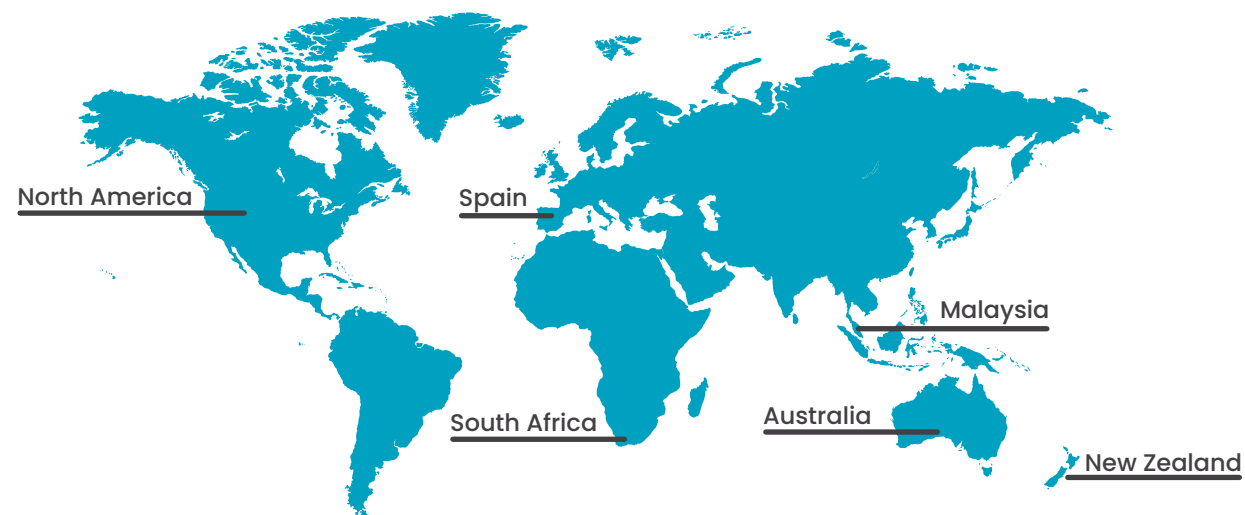 North America
Spain
Malaysia
South Africa
Australia
New Zealand